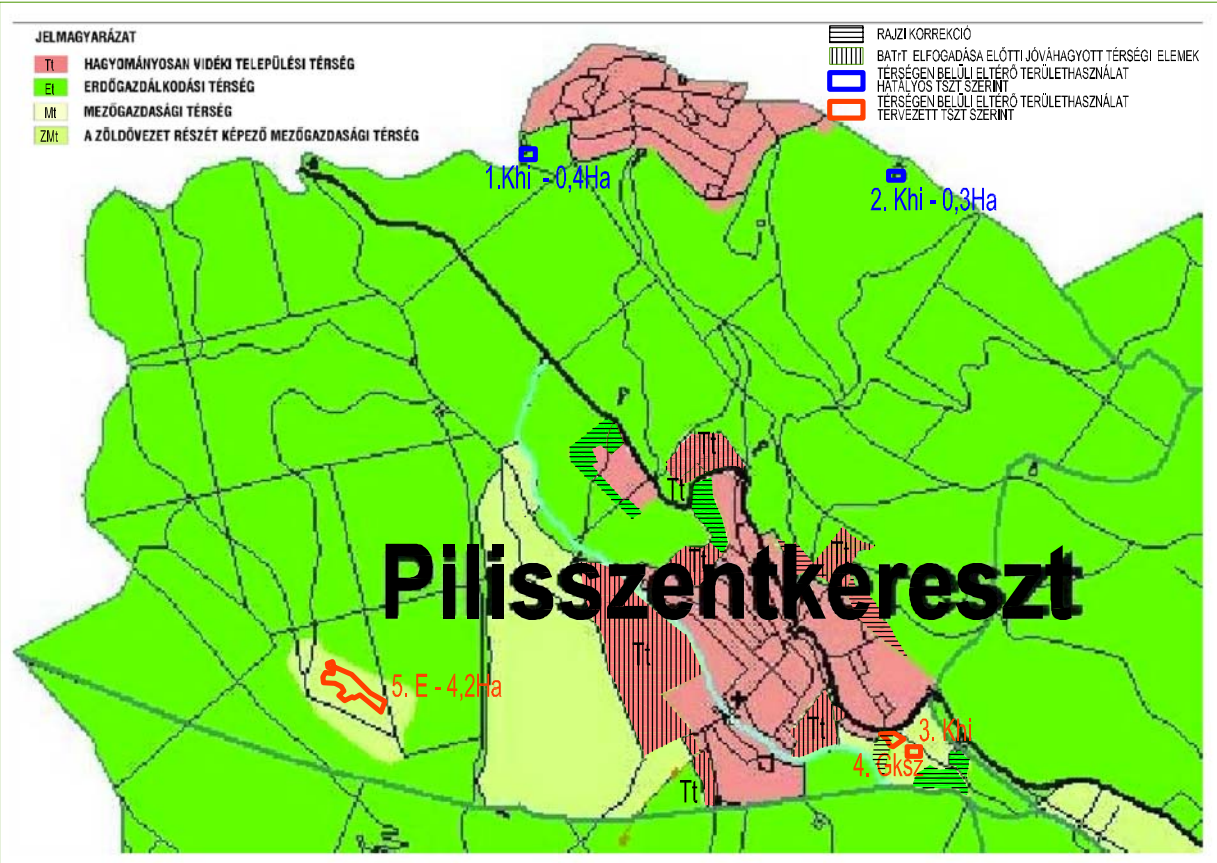 JELMAGYARÁZAT
Tt HAGYOMÁNYOSAN VIDÉKI TELEPÜLÉSI TÉRSÉG
Et ERDŐGAZDÁLKODÁSI TÉRSÉG
Mt MEZŐGAZDASÁGI TÉRSÉG
ZMt A ZÖLDÖVEZET RÉSZÉT KÉPEZŐ MEZŐGAZDASÁGI TÉRSÉG
RAJZI KORREKCIÓ
BATrT ELFOGADÁSA ELŐTTI JÓVÁHAGYOTT TÉRSÉGI ELEMEK
TÉRSÉGEN BELÜLI ELTÉRŐ TERÜLETHASZNÁLAT
HATÁLYOS TSZT SZERINT
TÉRSÉGEN BELÜLI ELTÉRŐ TERÜLETHASZNÁLAT
TERVEZETT TSZT SZERINT
1.Khi - 0,4Ha
2. Khi - 0,3Ha
Tt
Tt
Tt
Tt
Pilisszentkereszt
Tt
5. E - 4,2Ha
Tt
3. Khi
4. Gksz
Tt